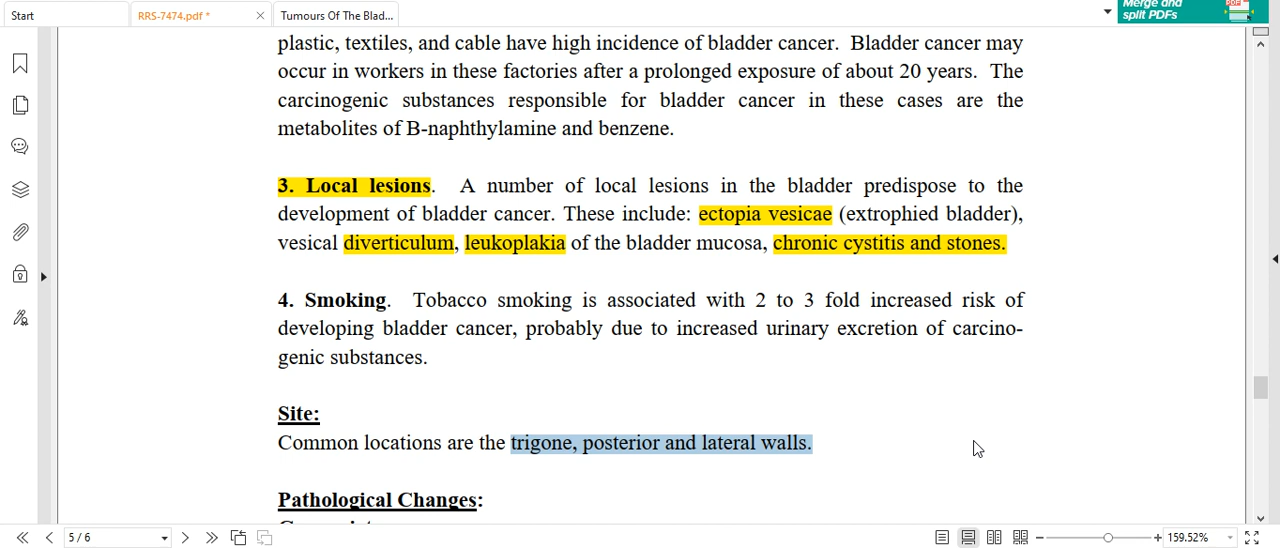 Start
RRS-7474.pdf *
Tumours Of The Blad...
Merge and
split PDFs
PDF
plastic, textiles, and cable have high incidence of bladder cancer. Bladder cancer may
occur in workers in these factories after a prolonged exposure of about 20 years. The
carcinogenic substances responsible for bladder cancer in these cases are the
metabolites of B-naphthylamine and benzene.
3. Local lesions. A number of local lesions in the bladder predispose to the
development of bladder cancer. These include: ectopia vesicae (extrophied bladder),
vesical diverticulum, leukoplakia of the bladder mucosa, chronic cystitis and stones.
4. Smoking. Tobacco smoking is associated with 2 to 3 fold increased risk of
developing bladder cancer, probably due to increased urinary excretion of carcino-
genic substances.
Site:
Common locations are the trigone, posterior and lateral walls.
Pathological Changes:
5 / 6
159.52%